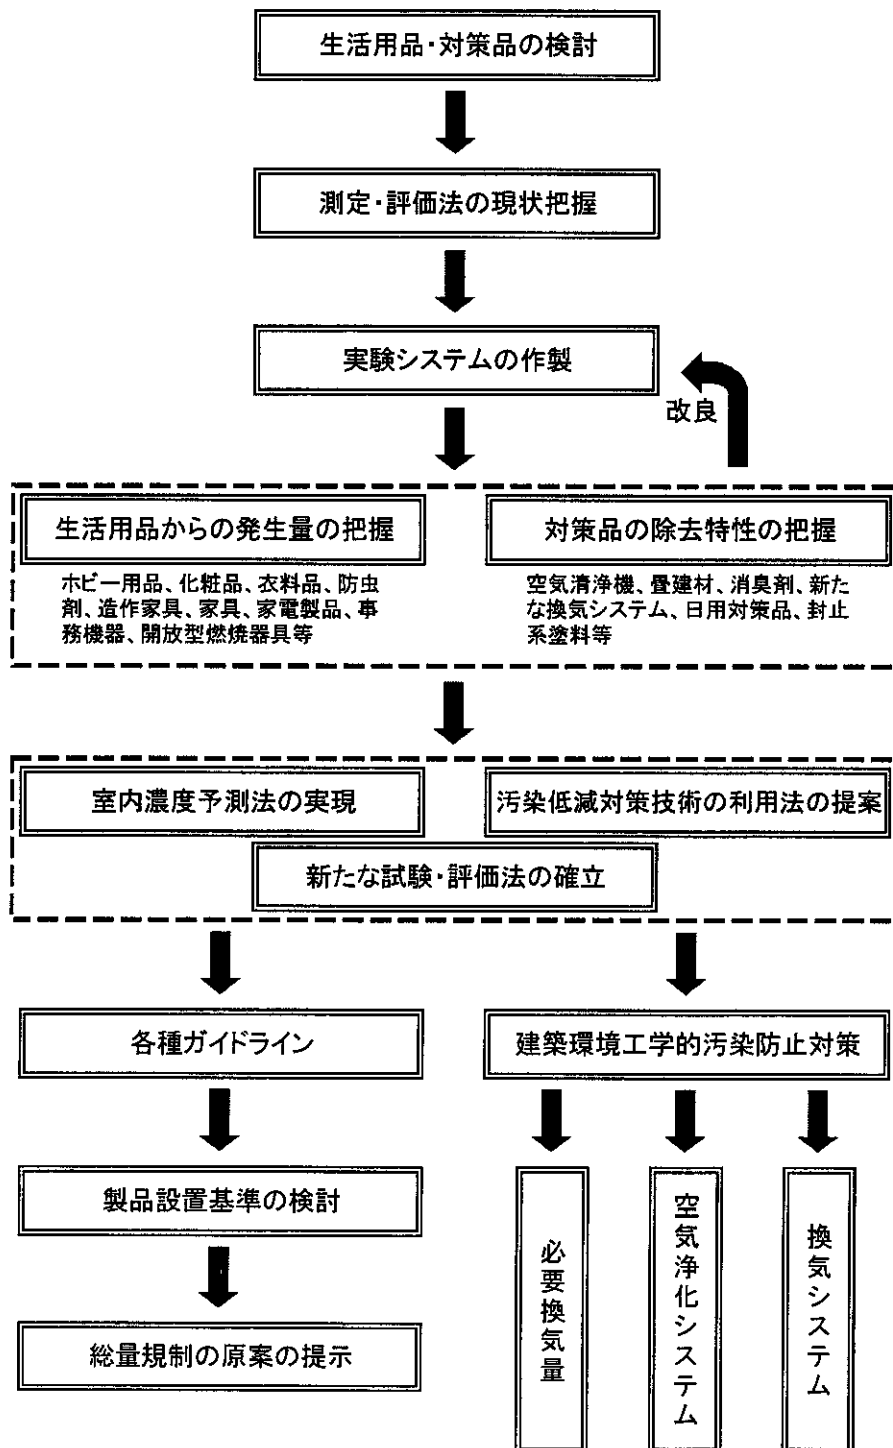 生活用品・対策品の検討
測定・評価法の現状把握
実験システムの作製
改良
生活用品からの発生量の把握
ホビー用品、化粧品、衣料品、防虫
剤、造作家具、家具、家電製品、事
務機器、開放型燃焼器具等
対策品の除去特性の把握
空気清浄機、畳建材、消臭剤、新た
な換気システム、日用対策品、封止
系塗料等
室内濃度予測法の実現
汚染低減対策技術の利用法の提案
新たな試験・評価法の確立
各種ガイドライン
建築環境工学的汚染防止対策
製品設置基準の検討
総量規制の原案の提示
必要換気量
空気浄化システム
換気システム